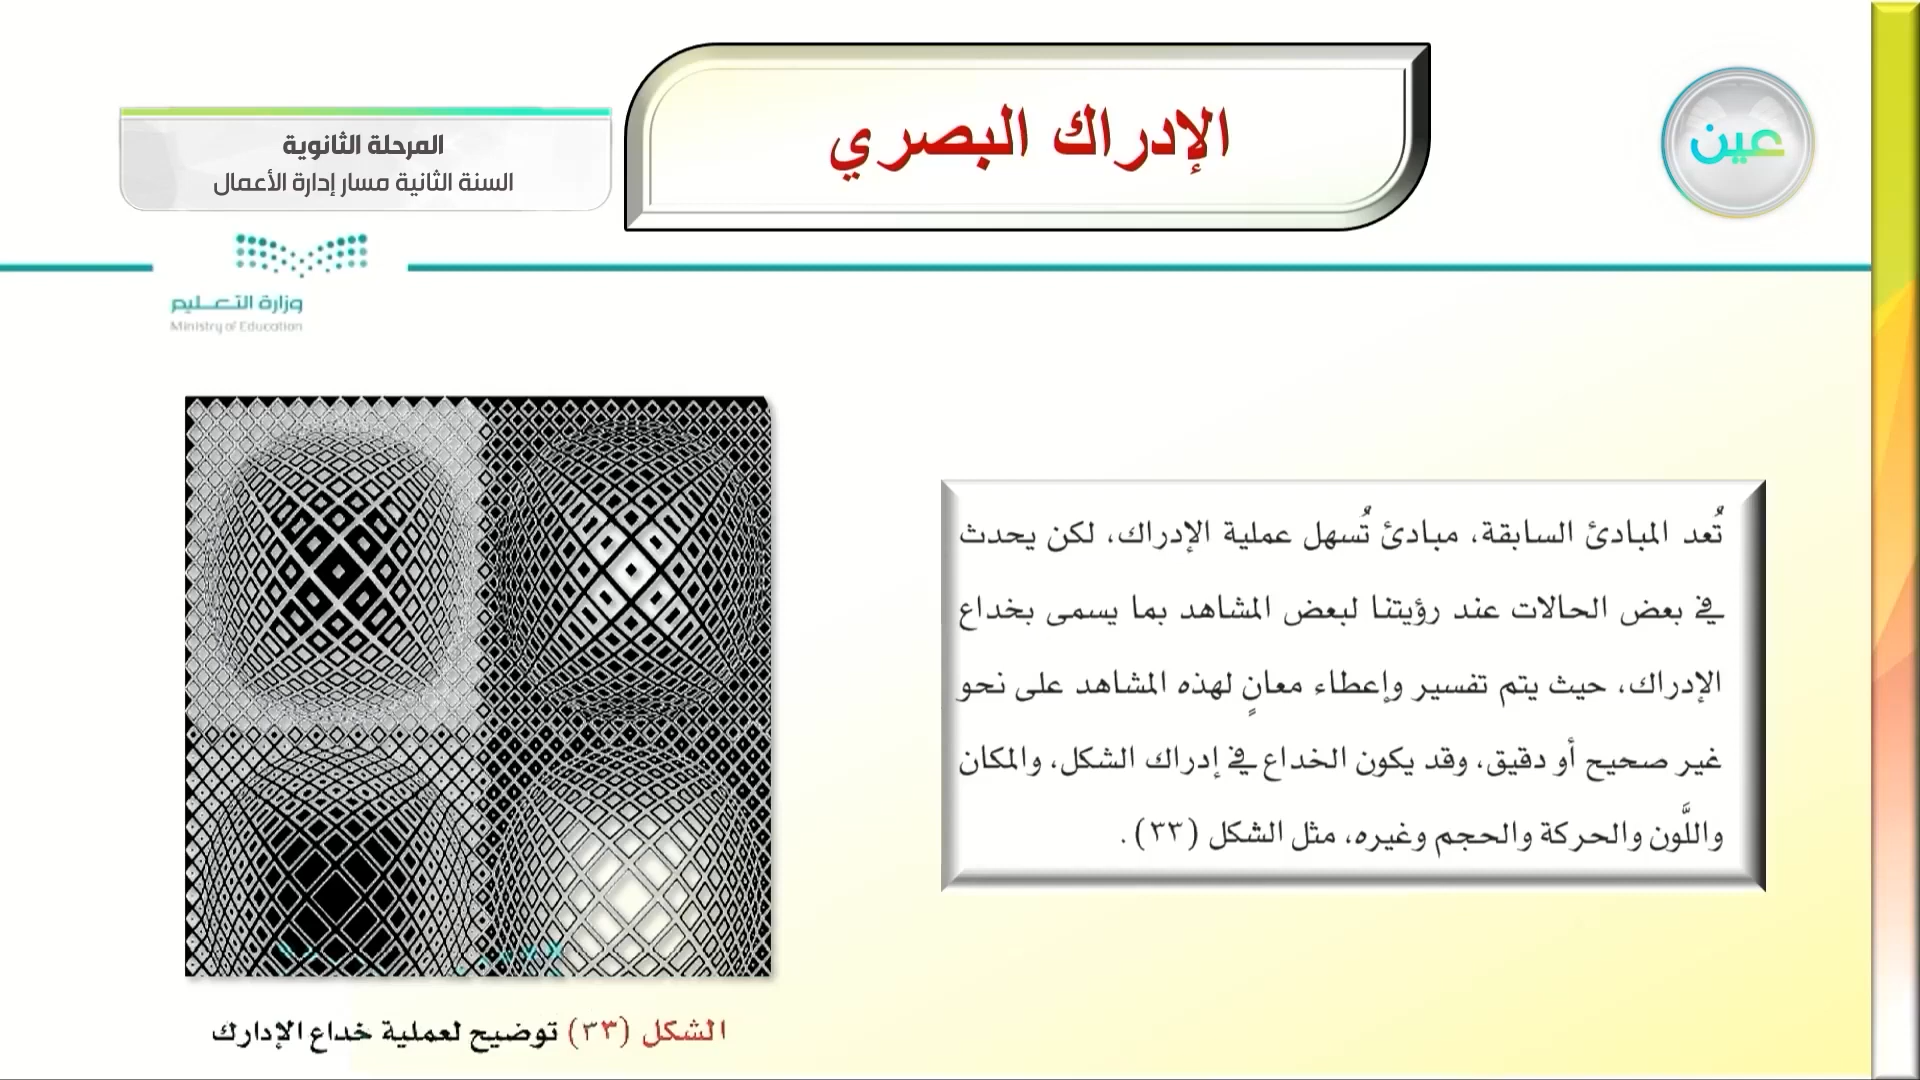 الإدراك البصري
عين
المرحلة الثانوية
السنة الثانية مسار إدارة الأعمال
وزارة التعليم
Ministry of Education
تُعد المبادئ السابقة، مبادئ تُسهل عملية الإدراك، لكن يحدث
في بعض الحالات عند رؤيتنا لبعض المشاهد بما يسمى بخداع
الإدراك، حيث يتم تفسير وإعطاء معانٍ لهذه المشاهد على نحو
غير صحيح أو دقيق، وقد يكون الخداع في إدراك الشكل، والمكان
واللَّون والحركة والحجم وغيره، مثل الشكل (٣٣).
الشكل (٣٣) توضيح لعملية خداع الإدارك